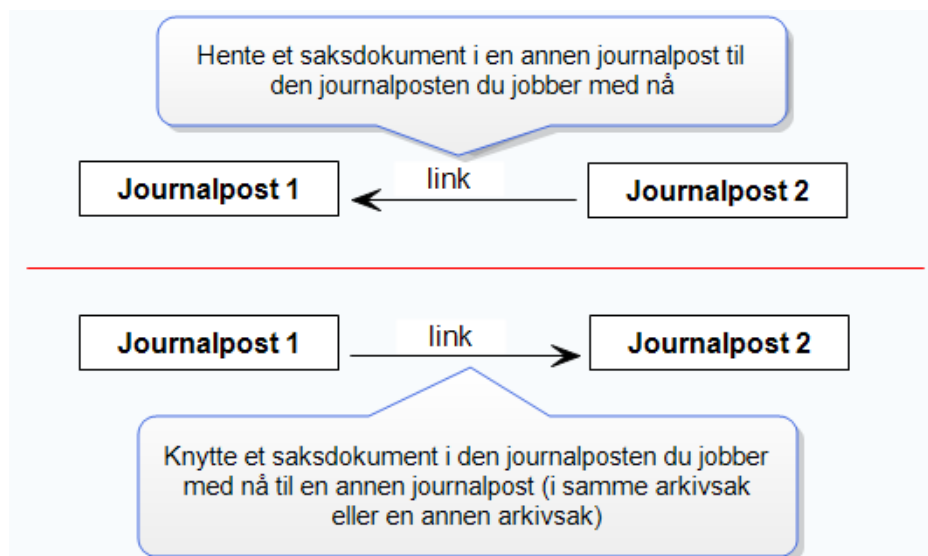 Hente et saksdokument i en annen journalpost til
den journalposten du jobber med nå
Journalpost 1
link
Journalpost 2
Journalpost 1
link
Journalpost 2
Knytte et saksdokument i den journalposten du jobber
med nå til en annen journalpost (i samme arkivsak
eller en annen arkivsak)